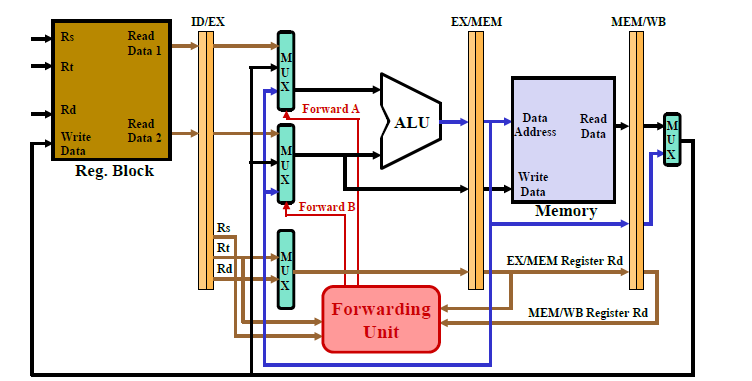 ID/EX
EX/MEM
MEM/WB
Rs
Read
Data 1
Rt
Rd
Read
Data 2
Write
Data
Reg. Block
M
U
X
Forward A
M
U
X
Forward B
ALU
Data
Address
Read
Data
Write
Data
Memory
M
U
X
Rs
Rt
Rd
M
U
X
EX/MEM Register Rd
MEM/WB Register Rd
Forwarding
Unit